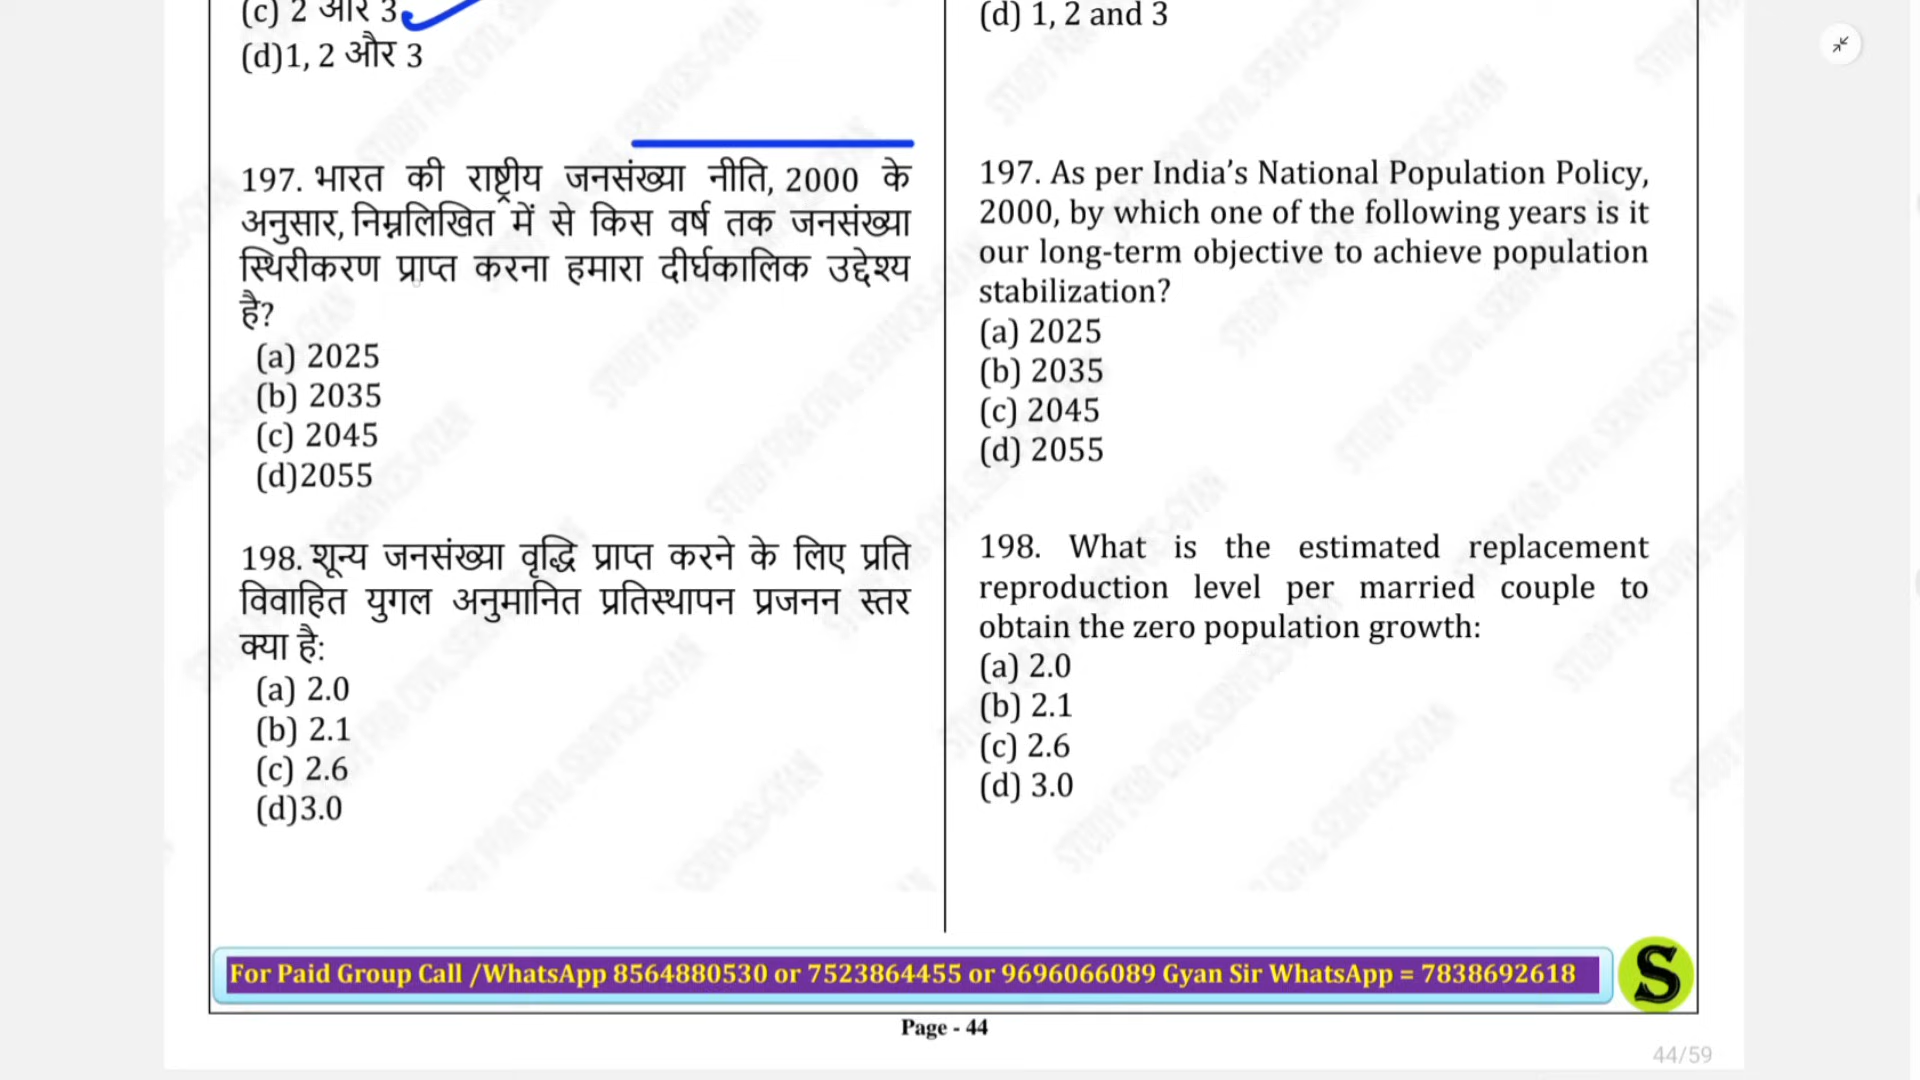 (c) 2 और 3
(d)1, 2 और 3
197. भारत की राष्ट्रीय जनसंख्या नीति, 2000 के
अनुसार, निम्नलिखित में से किस वर्ष तक जनसंख्या
स्थिरीकरण प्राप्त करना हमारा दीर्घकालिक उद्देश्य
है?
(a) 2025
(b) 2035
(c) 2045
(d)2055
198. शून्य जनसंख्या वृद्धि प्राप्त करने के लिए प्रति
विवाहित युगल अनुमानित प्रतिस्थापन प्रजनन स्तर
क्या है:
(a) 2.0
(b) 2.1
(c) 2.6
(d)3.0
(d) 1, 2 and 3
197. As per India’s National Population Policy,
2000, by which one of the following years is it
our long-term objective to achieve population
stabilization?
(a) 2025
(b) 2035
(c) 2045
(d) 2055
198. What is the estimated replacement
reproduction level per married couple to
obtain the zero population growth:
(a) 2.0
(b) 2.1
(c) 2.6
(d) 3.0
For Paid Group Call /WhatsApp 8564880530 or 7523864455 or 9696066089 Gyan Sir WhatsApp = 7838692618
S
Page - 44
44/59